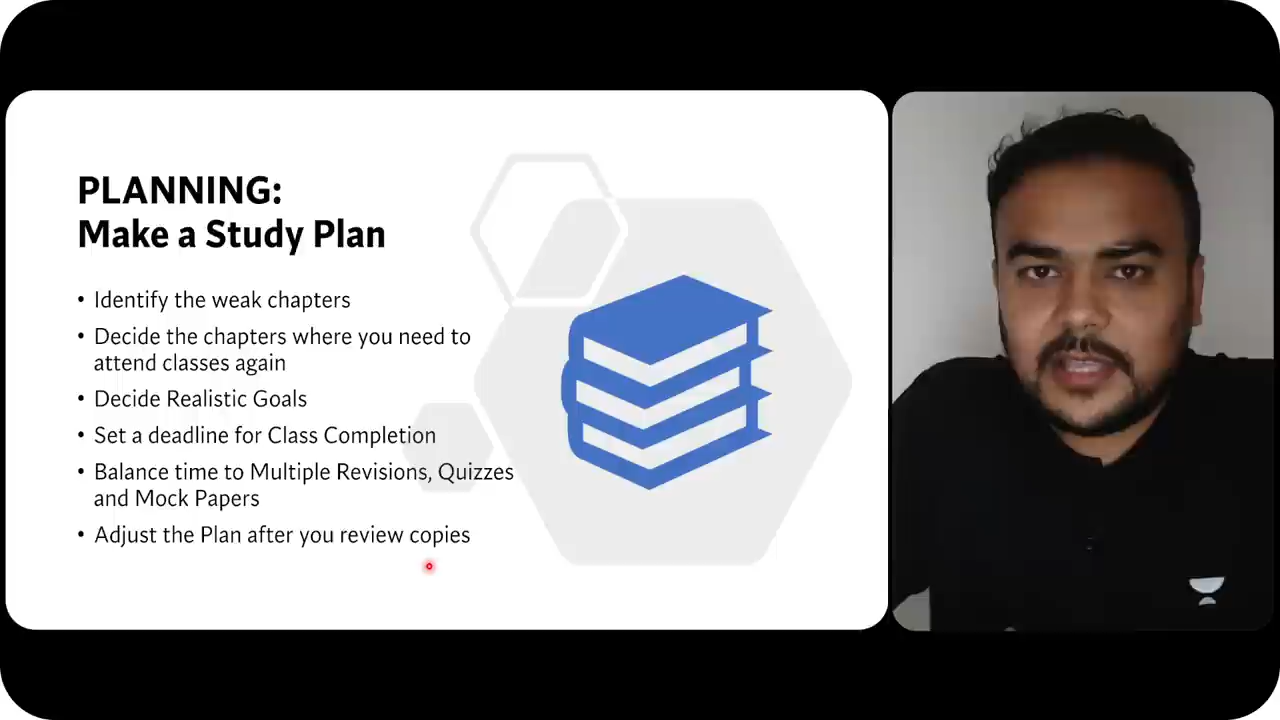 PLANNING:
Make a Study Plan
• Identify the weak chapters
• Decide the chapters where you need to
attend classes again
• Decide Realistic Goals
• Set a deadline for Class Completion
• Balance time to Multiple Revisions, Quizzes
and Mock Papers
• Adjust the Plan after you review copies